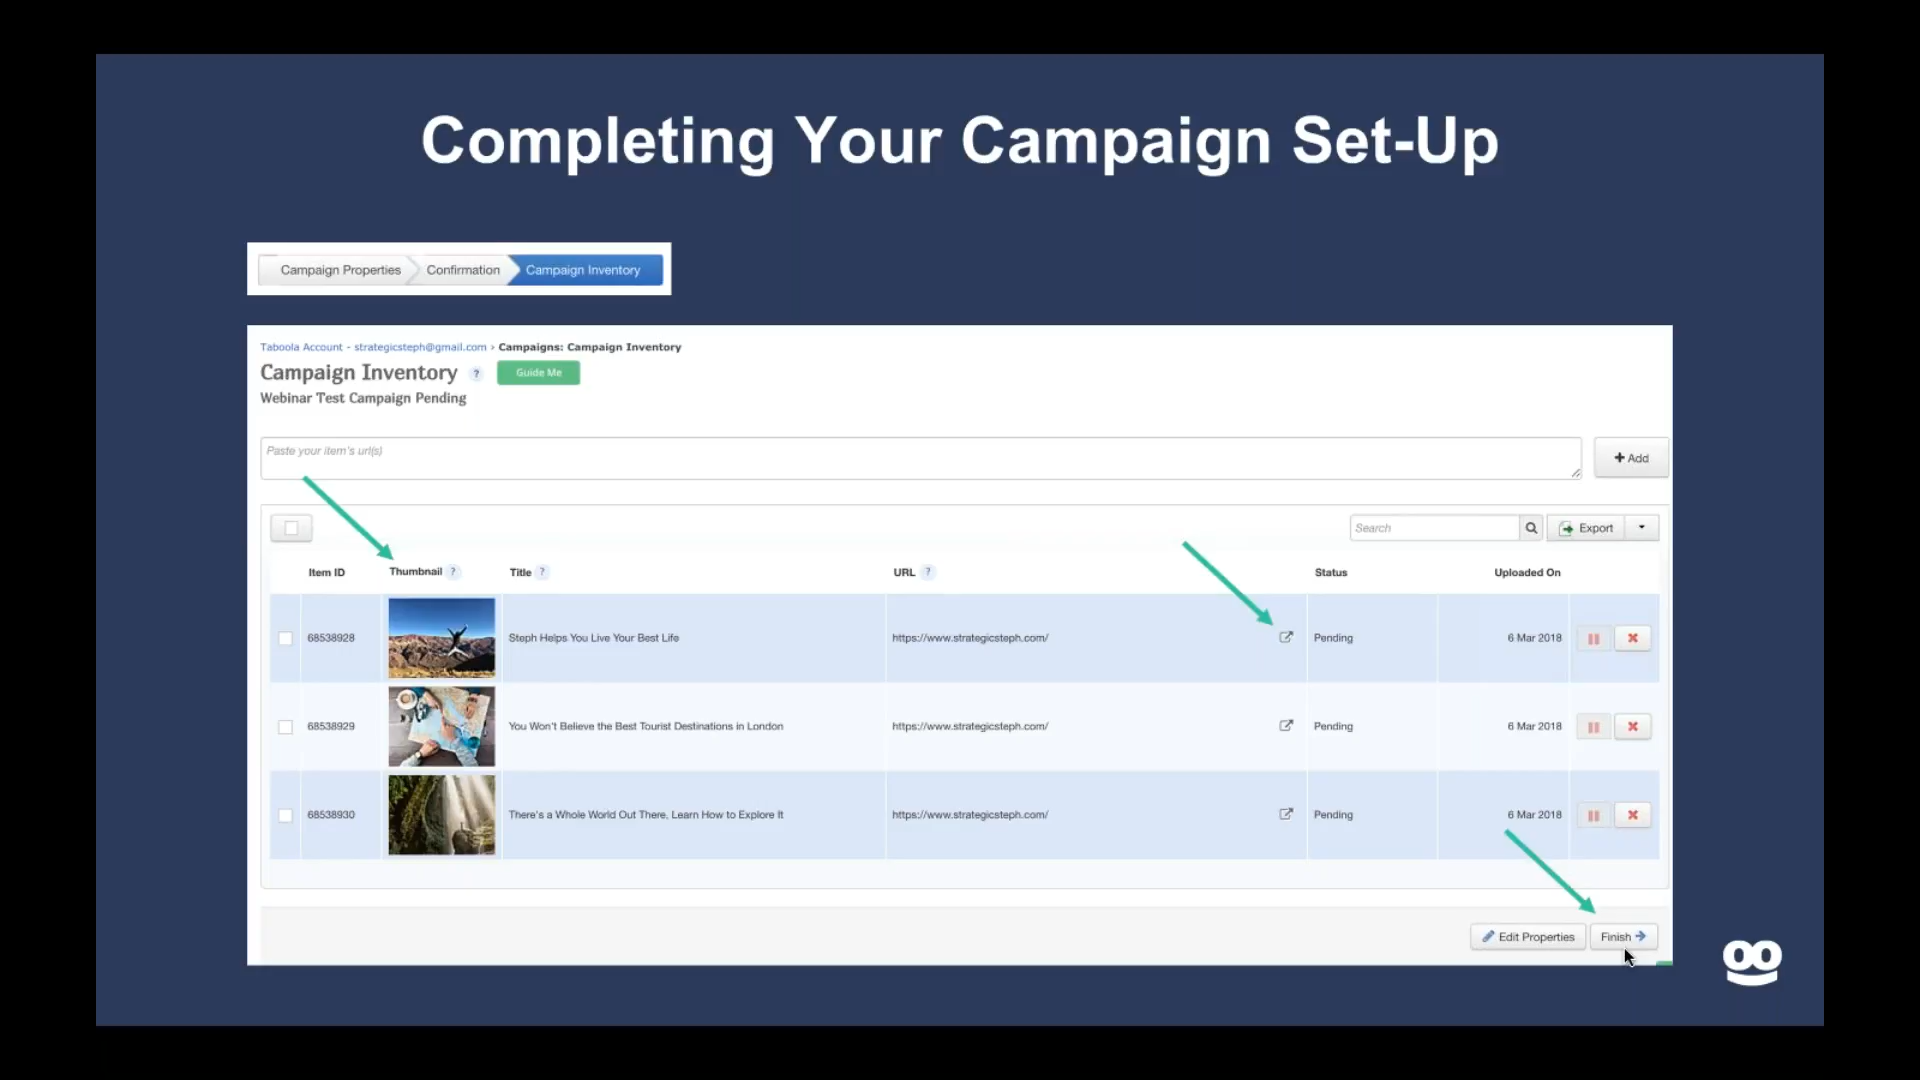 Completing Your Campaign Set-Up
Campaign Properties Confirmation Campaign Inventory
Taboola Account - strategicsteph@gmail.com › Campaigns: Campaign Inventory
Campaign Inventory ? Guide Me
Webinar Test Campaign Pending
Paste your item's url(s)
+ Add
Search Export
Item ID Thumbnail ? Title ? URL ? Status Uploaded On
68538928 Steph Helps You Live Your Best Life https://www.strategicsteph.com/ Pending 6 Mar 2018
68538929 You Won't Believe the Best Tourist Destinations in London https://www.strategicsteph.com/ Pending 6 Mar 2018
68538930 There's a Whole World Out There, Learn How to Explore It https://www.strategicsteph.com/ Pending 6 Mar 2018
Edit Properties Finish